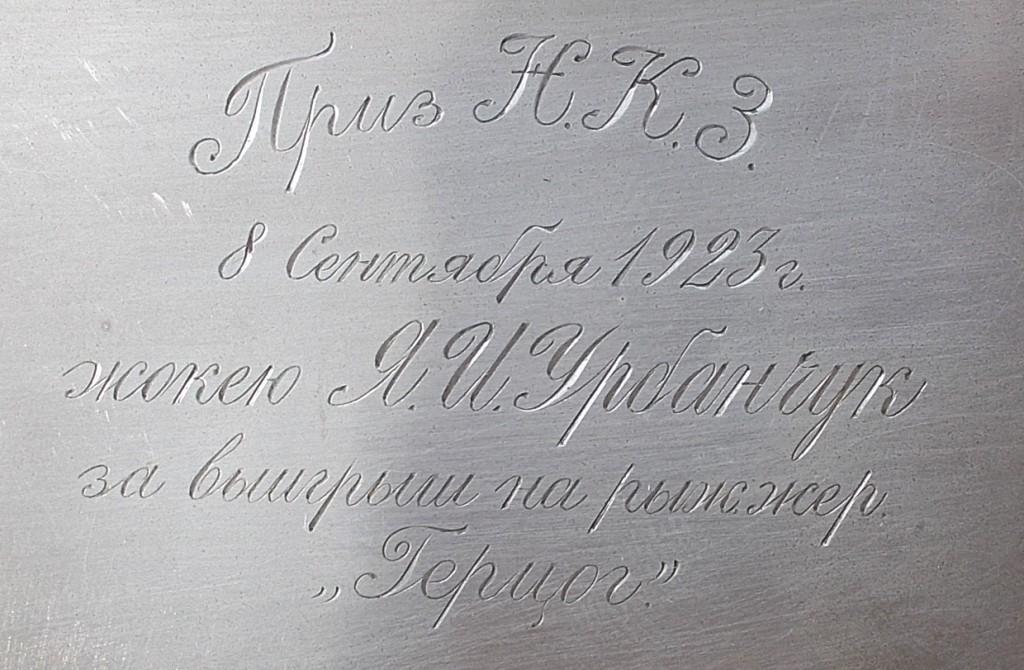 Приз Н.К.З.
8 Сентября 1923 г.
жокею Я.И.Урбанчук
за выигрыш на рыж.жер.
„Герцог.”